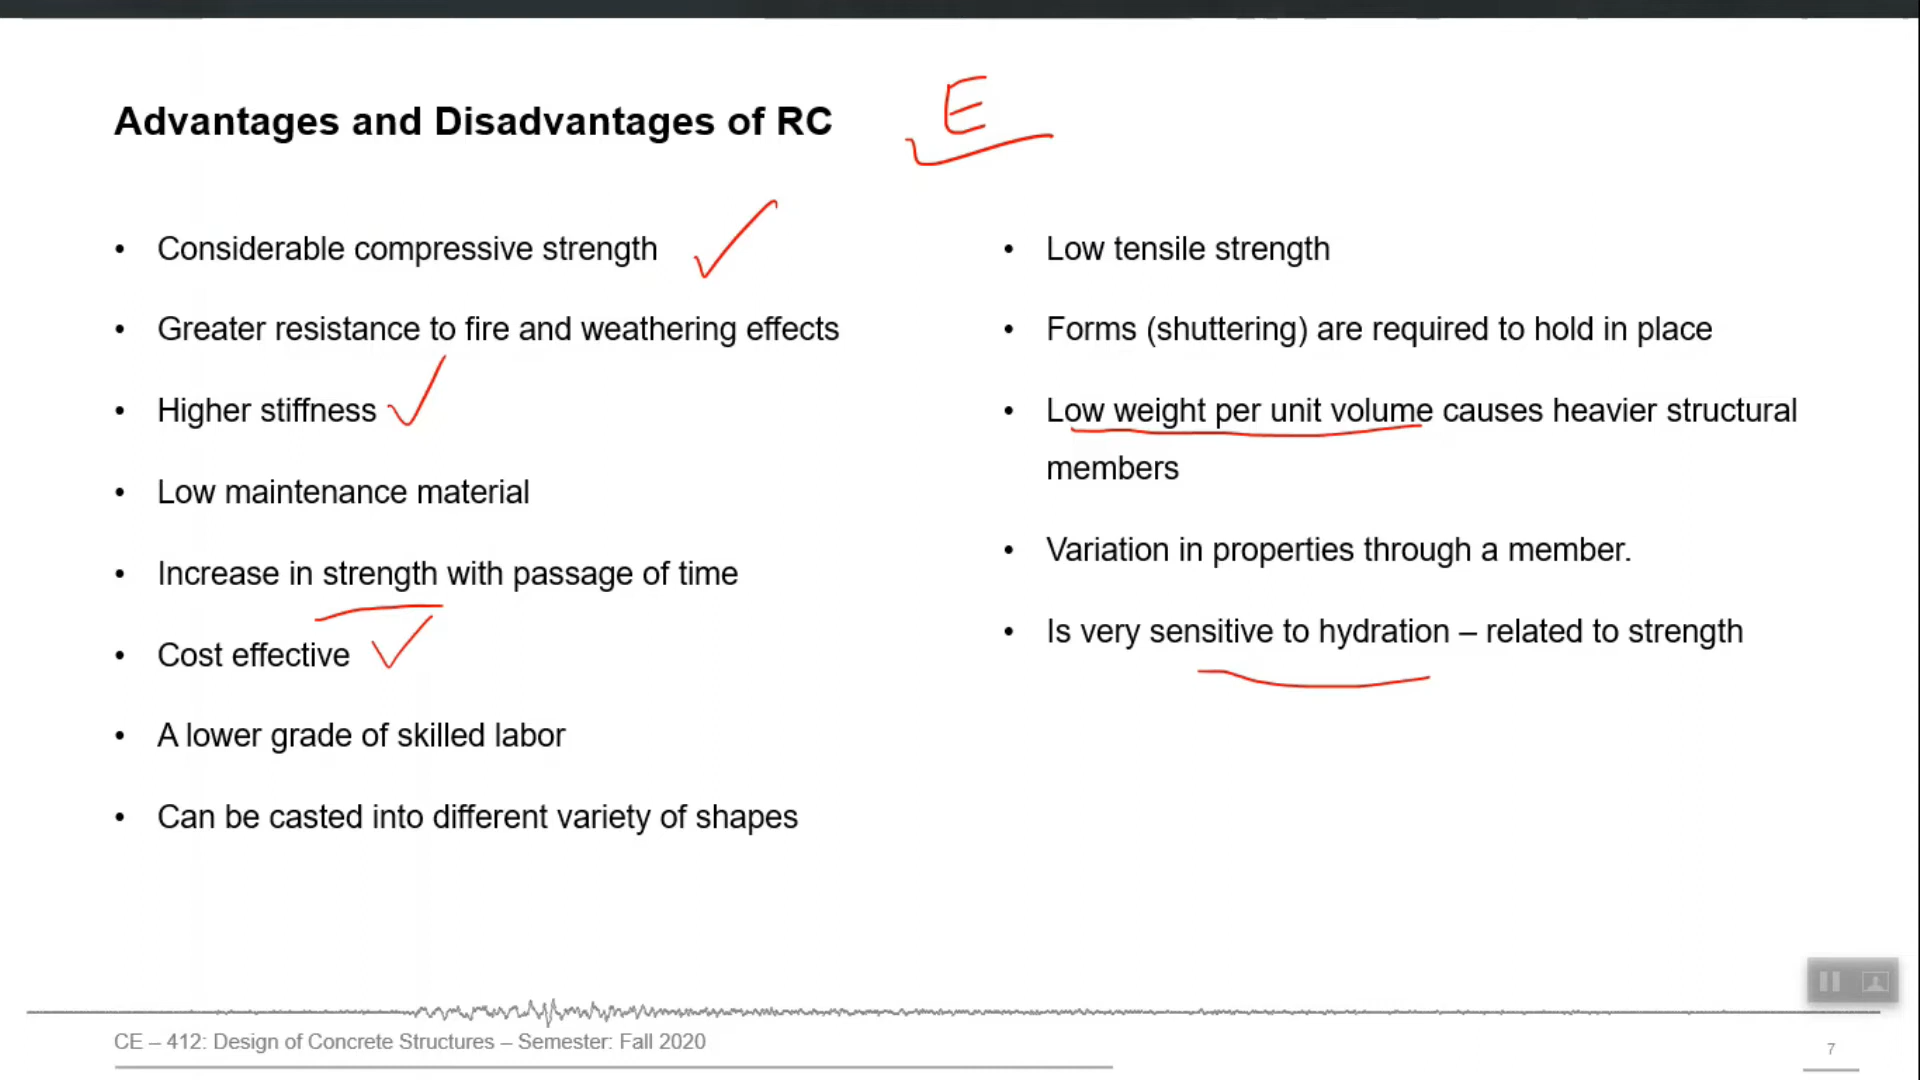 Advantages and Disadvantages of RC
E
• Considerable compressive strength
• Greater resistance to fire and weathering effects
• Higher stiffness
• Low maintenance material
• Increase in strength with passage of time
• Cost effective
• A lower grade of skilled labor
• Can be casted into different variety of shapes
• Low tensile strength
• Forms (shuttering) are required to hold in place
• Low weight per unit volume causes heavier structural
members
• Variation in properties through a member.
• Is very sensitive to hydration – related to strength
CE – 412: Design of Concrete Structures – Semester: Fall 2020
7